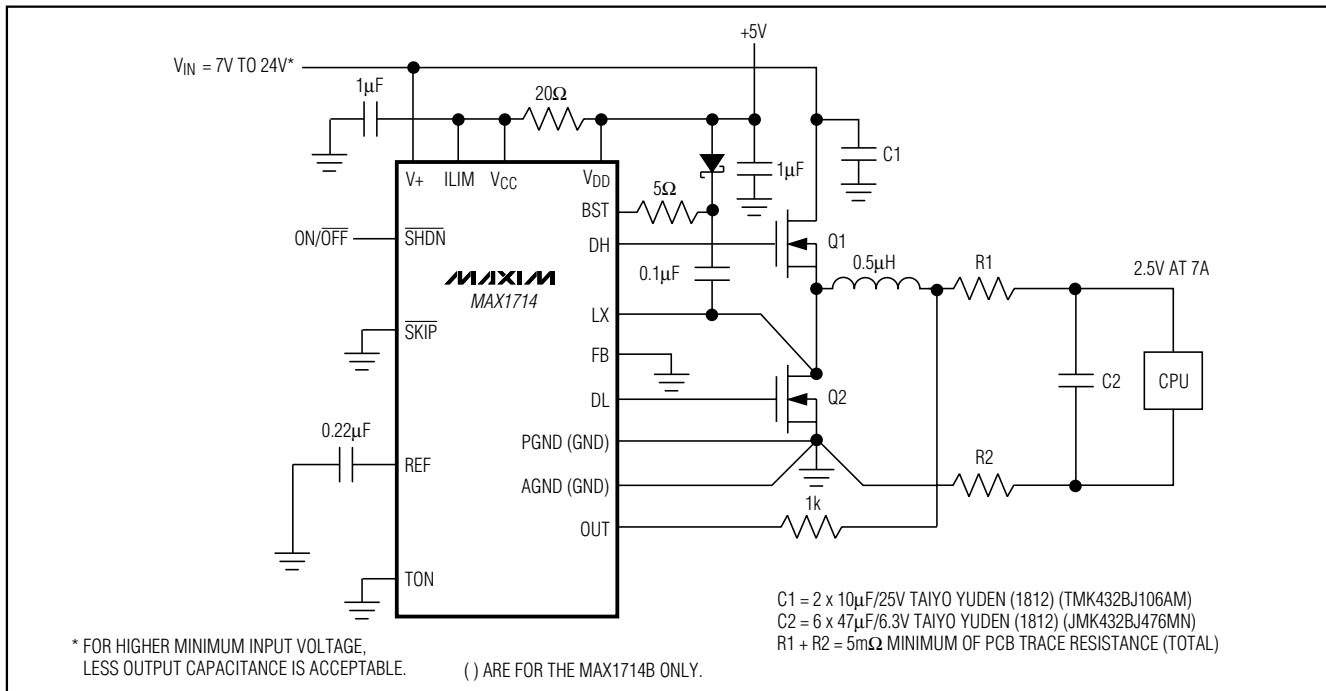 +5V
VIN = 7V TO 24V*
1µF
20Ω
C1
V+
ILIM
VCC
VDD
1µF
BST
5Ω
ON/OFF
SHDN
DH
Q1
MAXIM
MAX1714
0.1µF
0.5µH
R1
2.5V AT 7A
LX
SKIP
FB
C2
CPU
DL
Q2
0.22µF
PGND (GND)
REF
R2
AGND (GND)
1k
OUT
TON
C1 = 2 x 10µF/25V TAIYO YUDEN (1812) (TMK432BJ106AM)
C2 = 6 x 47µF/6.3V TAIYO YUDEN (1812) (JMK432BJ476MN)
R1 + R2 = 5mΩ MINIMUM OF PCB TRACE RESISTANCE (TOTAL)
* FOR HIGHER MINIMUM INPUT VOLTAGE,
LESS OUTPUT CAPACITANCE IS ACCEPTABLE.
( ) ARE FOR THE MAX1714B ONLY.